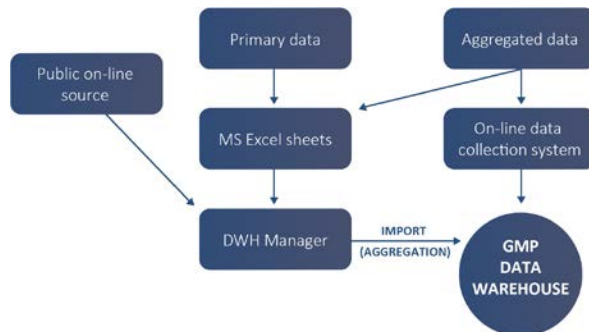 Primary data
Aggregated data
Public on-line
source
MS Excel sheets
On-line data
collection system
DWH Manager
IMPORT
(AGGREGATION)
GMP
DATA
WAREHOUSE